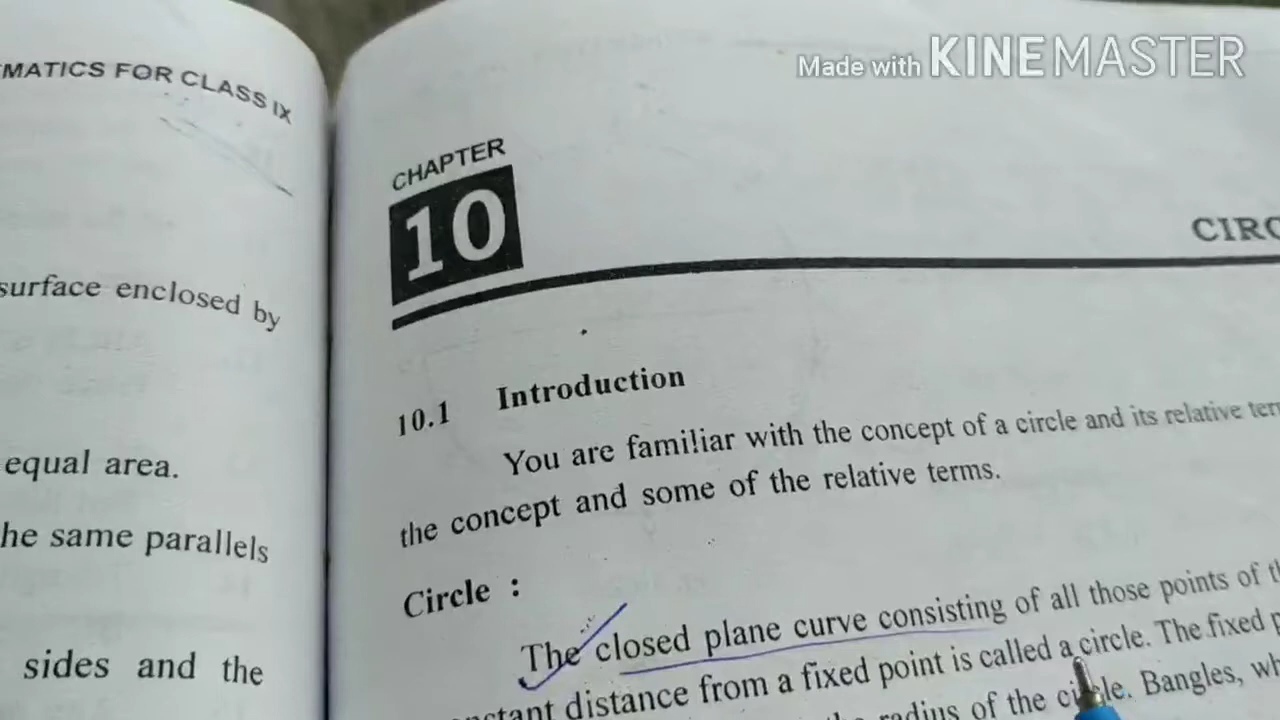 Made with KINEMASTER
MATICS FOR CLASS IX
surface enclosed by
equal area.
he same parallels
sides and the
CHAPTER
10
CIRC
10.1 Introduction
You are familiar with the concept of a circle and its relative ter
the concept and some of the relative terms.
Circle :
The closed plane curve consisting of all those points of th
nctant distance from a fixed point is called a circle. The fixed p
radius of the circle. Bangles, wh